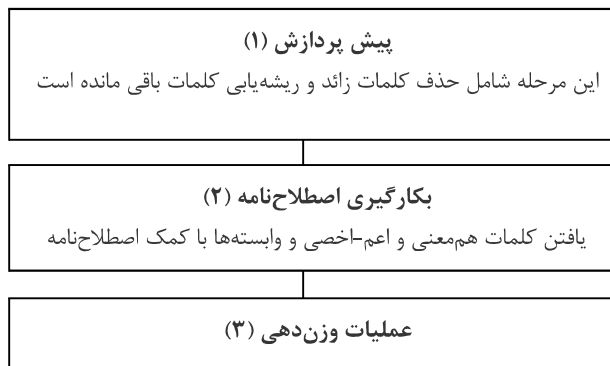 پیش پردازش (۱)
این مرحله شامل حذف کلمات زائد و ریشه‌یابی کلمات باقی مانده است
بکارگیری اصطلاح‌نامه (۲)
یافتن کلمات هم‌معنی و اعم-اخصی و وابسته‌ها با کمک اصطلاح‌نامه
عملیات وزن‌دهی (۳)